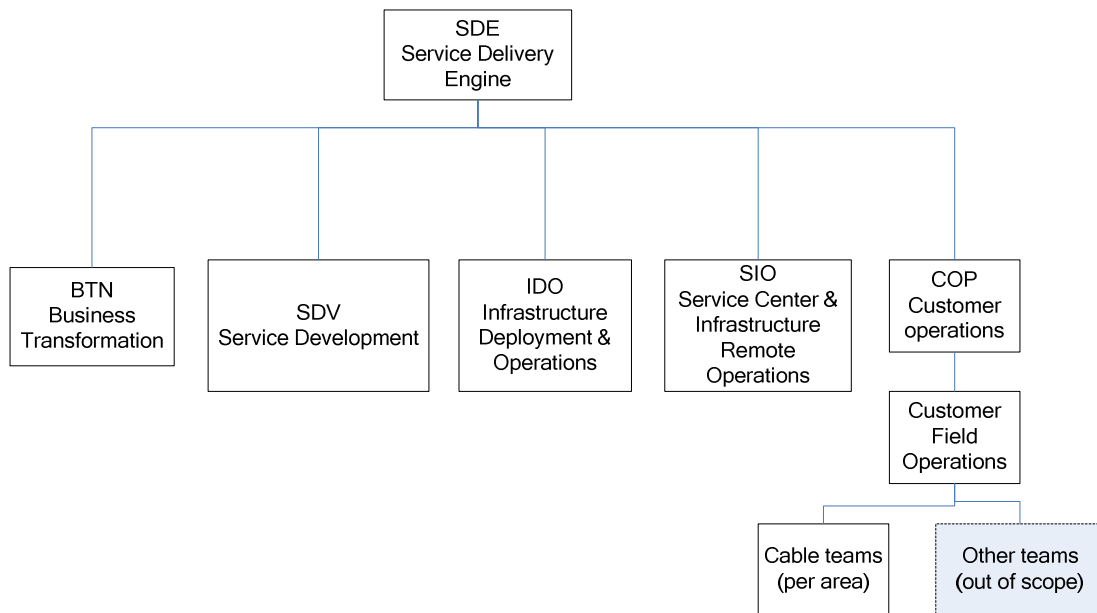 SDE
Service Delivery
Engine
BTN
Business
Transformation
SDV
Service Development
IDO
Infrastructure
Deployment &
Operations
SIO
Service Center &
Infrastructure
Remote
Operations
COP
Customer
operations
Customer
Field
Operations
Cable teams
(per area)
Other teams
(out of scope)